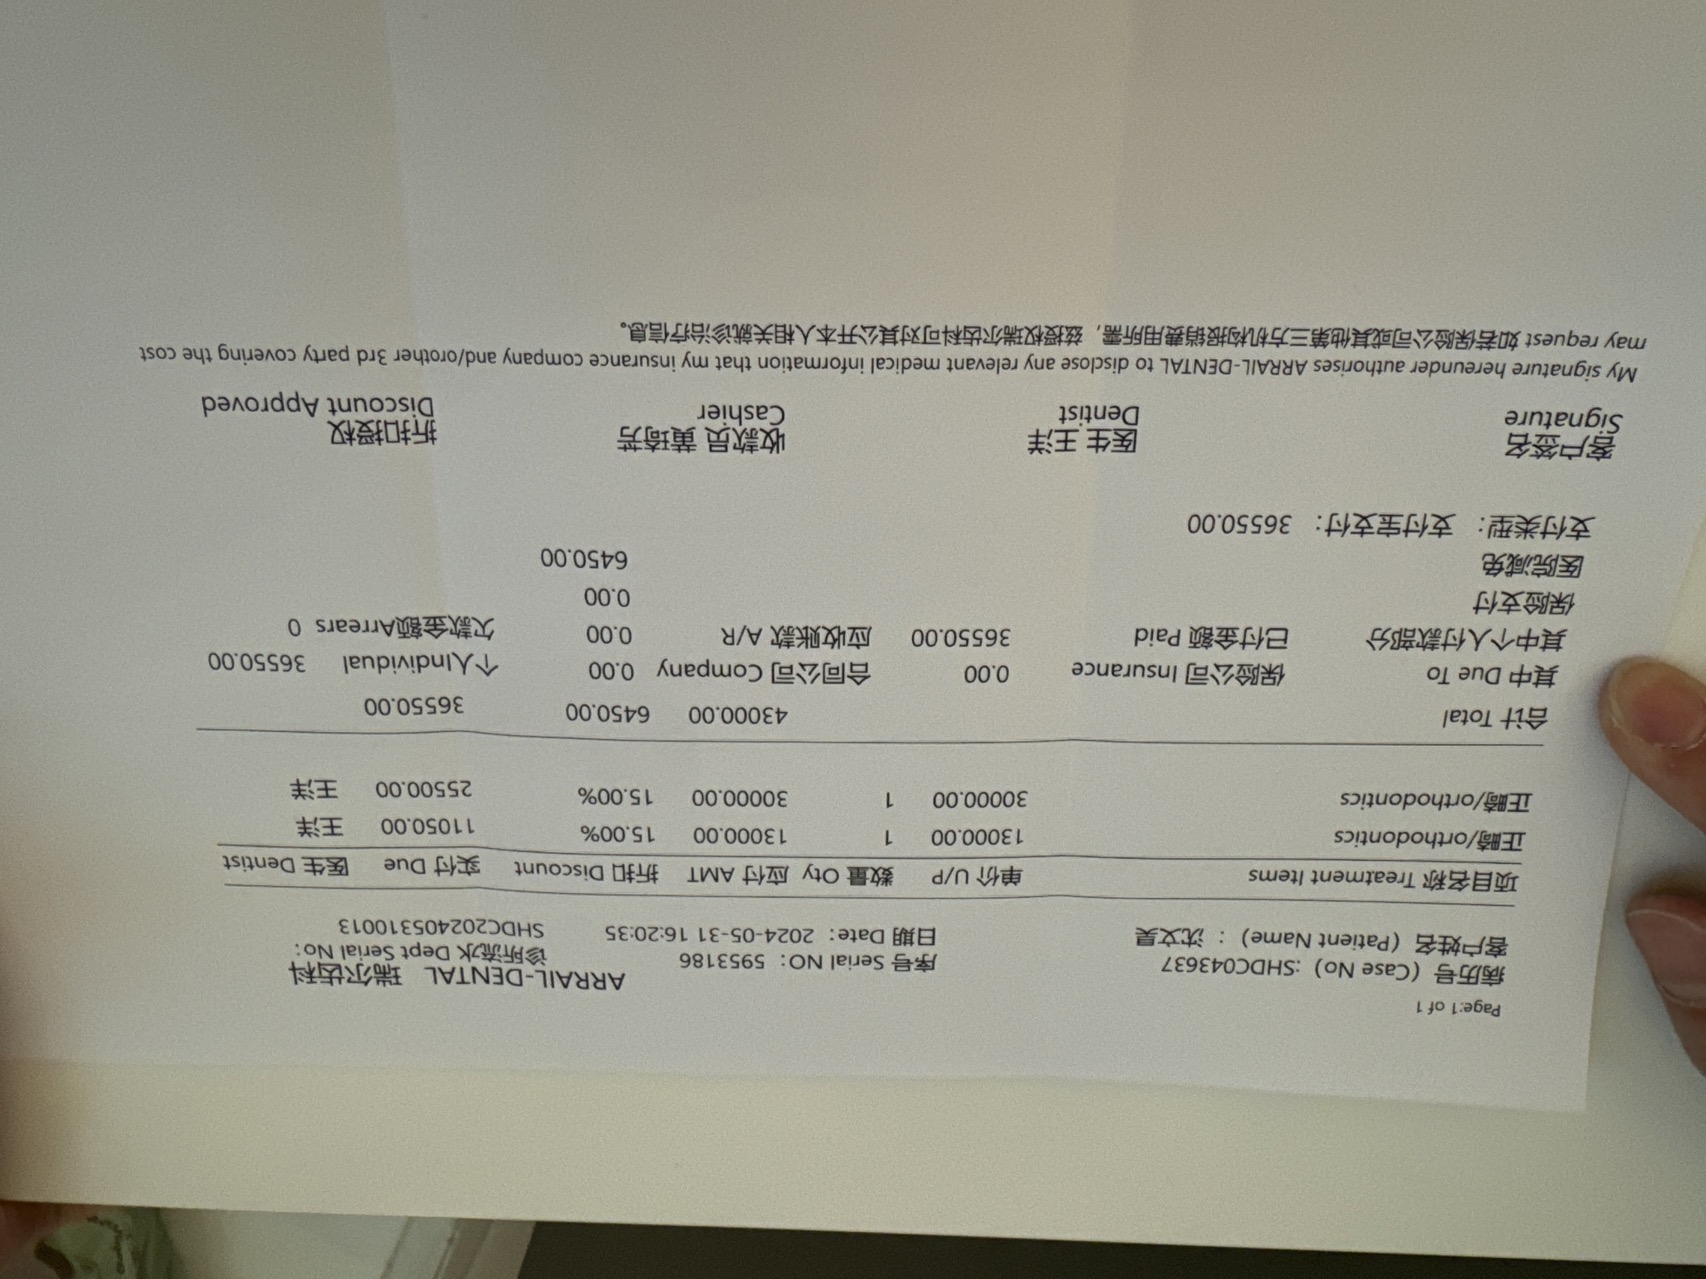 Page:1 of 1
ARRAIL-DENTAL 瑞尔齿科
病历号（Case No）:SHDC043637 序号 Serial NO： 5953186 诊所流水 Dept Serial No:
客户姓名（Patient Name）：沈文昊 日期 Date：2024-05-31 16:20:35 SHDC202405310013
项目名称 Treatment Items 单价 U/P 数量 Qty 应付 AMT 折扣 Discount 实付 Due 医生 Dentist
正畸/orthodontics 13000.00 1 13000.00 15.00% 11050.00 王洋
正畸/orthodontics 30000.00 1 30000.00 15.00% 25500.00 王洋
合计 Total 43000.00 6450.00 36550.00
其中 Due To 保险公司 Insurance 0.00 合同公司 Company 0.00 个人Individual 36550.00
其中个人付款部分 已付金额 Paid 36550.00 应收账款 A/R 0.00 欠款金额Arrears 0
保险支付 0.00
医院减免 6450.00
支付类型： 支付宝支付： 36550.00
客户签名 医生 王洋 收款员 黄琦芳 折扣授权
Signature Dentist Cashier Discount Approved
My signature hereunder authorises ARRAIL-DENTAL to disclose any relevant medical information that my insurance company and/orother 3rd party covering the cost
may request 如若保险公司或其他第三方机构报销费用所需，兹授权瑞尔齿科可对其公开本人相关就诊治疗信息。